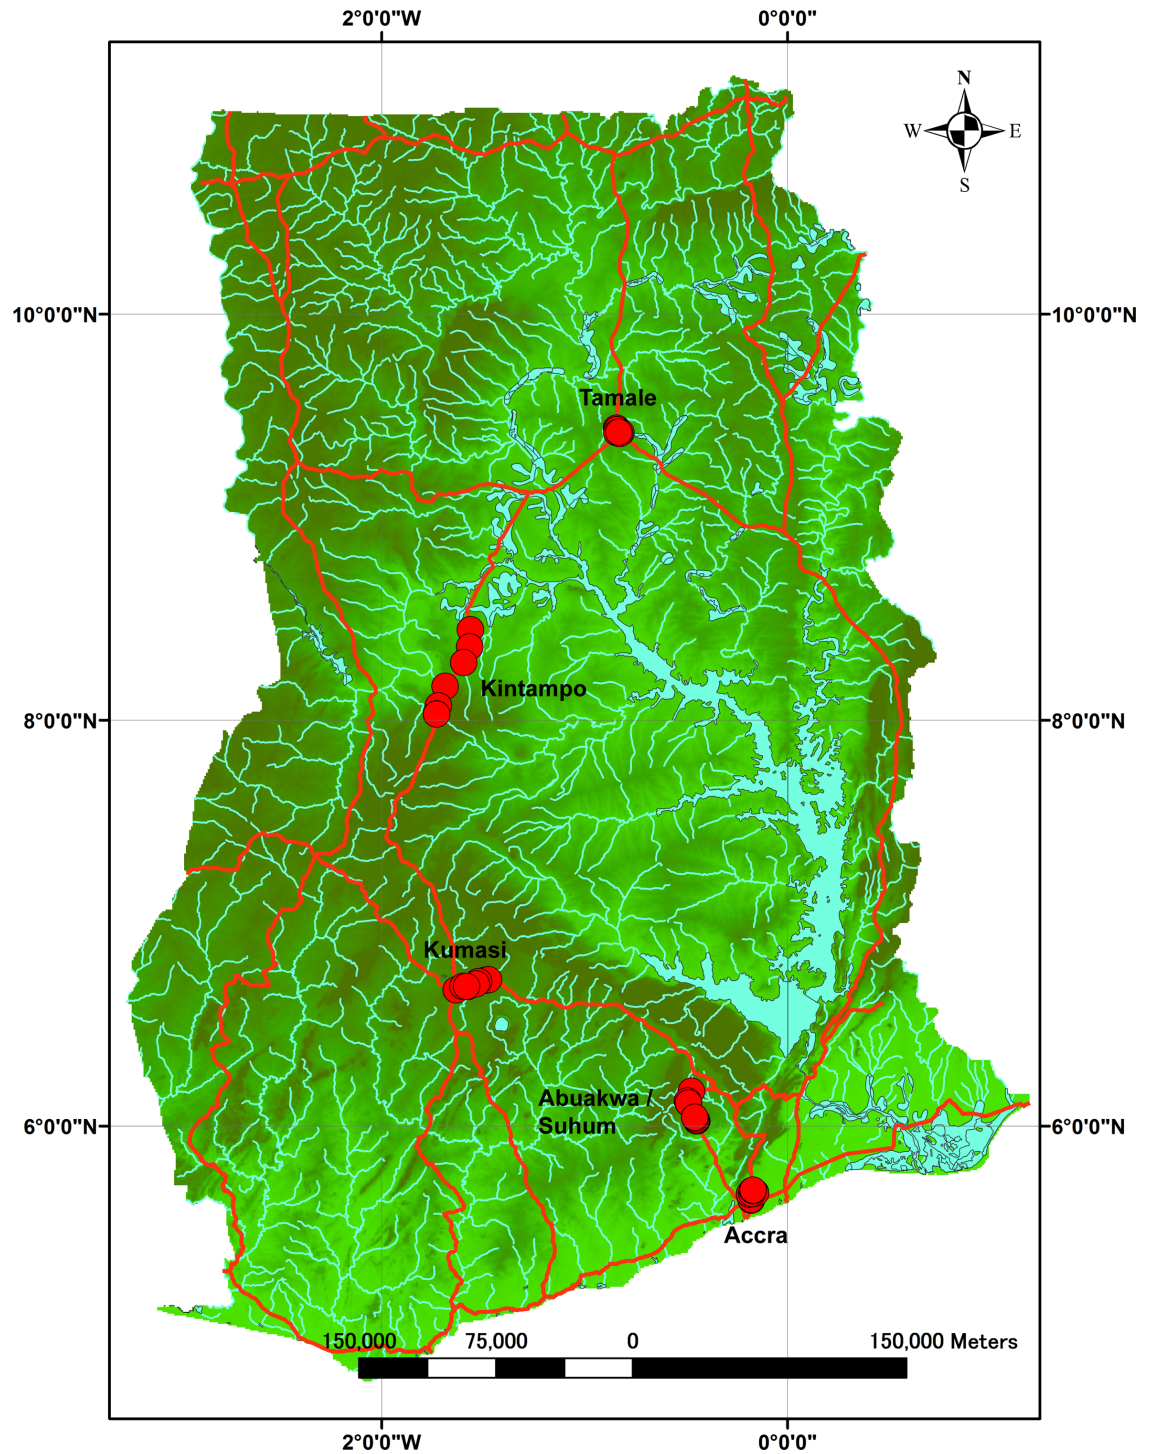 2°0'0"W
0°0'0"
N
W
E
S
10°0'0"N
10°0'0"N
Tamale
Kintampo
8°0'0"N
8°0'0"N
Kumasi
Abuakwa /
Suhum
6°0'0"N
6°0'0"N
Accra
150,000 75,000 0 150,000 Meters
2°0'0"W
0°0'0"